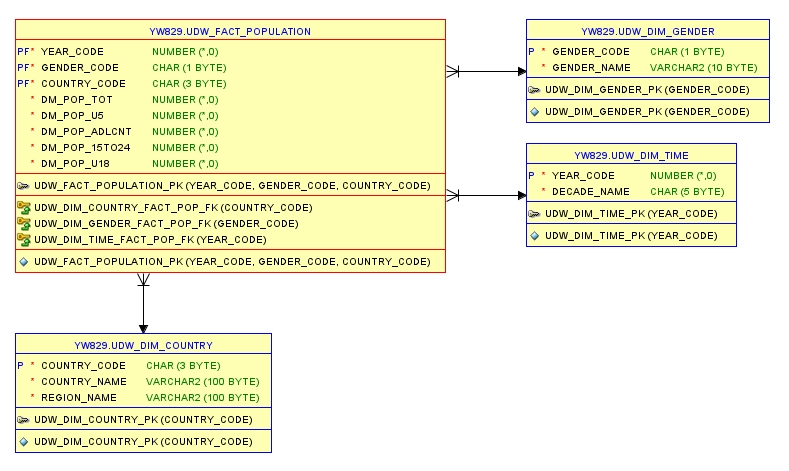 YW829.UDW_FACT_POPULATION
PF* YEAR_CODE NUMBER (*,0)
PF* GENDER_CODE CHAR (1 BYTE)
PF* COUNTRY_CODE CHAR (3 BYTE)
* DM_POP_TOT NUMBER (*,0)
* DM_POP_U5 NUMBER (*,0)
* DM_POP_ADLCNT NUMBER (*,0)
* DM_POP_15TO24 NUMBER (*,0)
* DM_POP_U18 NUMBER (*,0)
UDW_FACT_POPULATION_PK (YEAR_CODE, GENDER_CODE, COUNTRY_CODE)
UDW_DIM_COUNTRY_FACT_POP_FK (COUNTRY_CODE)
UDW_DIM_GENDER_FACT_POP_FK (GENDER_CODE)
UDW_DIM_TIME_FACT_POP_FK (YEAR_CODE)
UDW_FACT_POPULATION_PK (YEAR_CODE, GENDER_CODE, COUNTRY_CODE)
YW829.UDW_DIM_GENDER
P * GENDER_CODE CHAR (1 BYTE)
* GENDER_NAME VARCHAR2 (10 BYTE)
UDW_DIM_GENDER_PK (GENDER_CODE)
UDW_DIM_GENDER_PK (GENDER_CODE)
YW829.UDW_DIM_TIME
P * YEAR_CODE NUMBER (*,0)
* DECADE_NAME CHAR (5 BYTE)
UDW_DIM_TIME_PK (YEAR_CODE)
UDW_DIM_TIME_PK (YEAR_CODE)
YW829.UDW_DIM_COUNTRY
P * COUNTRY_CODE CHAR (3 BYTE)
* COUNTRY_NAME VARCHAR2 (100 BYTE)
* REGION_NAME VARCHAR2 (100 BYTE)
UDW_DIM_COUNTRY_PK (COUNTRY_CODE)
UDW_DIM_COUNTRY_PK (COUNTRY_CODE)